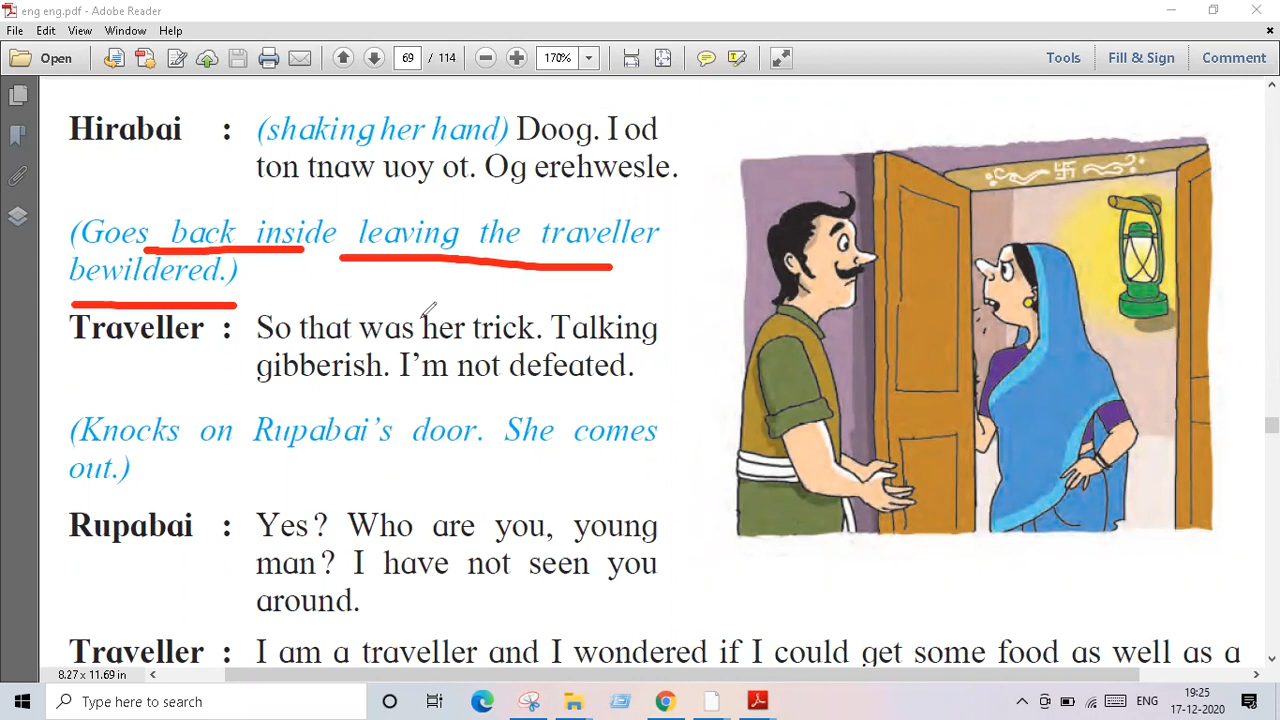 eng eng.pdf - Adobe Reader
File Edit View Window Help
Open 69 / 114 170% Tools Fill & Sign Comment
Hirabai : (shaking her hand) Doog. I od
ton tnaw uoy ot. Og erehwesle.
(Goes back inside leaving the traveller
bewildered.)
Traveller : So that was her trick. Talking
gibberish. I'm not defeated.
(Knocks on Rupabai's door. She comes
out.)
Rupabai : Yes? Who are you, young
man? I have not seen you
around.
Traveller : I am a traveller and I wondered if I could get some food as well as a
8.27 x 11.69 in
Type here to search
ENG
19:25
17-12-2020